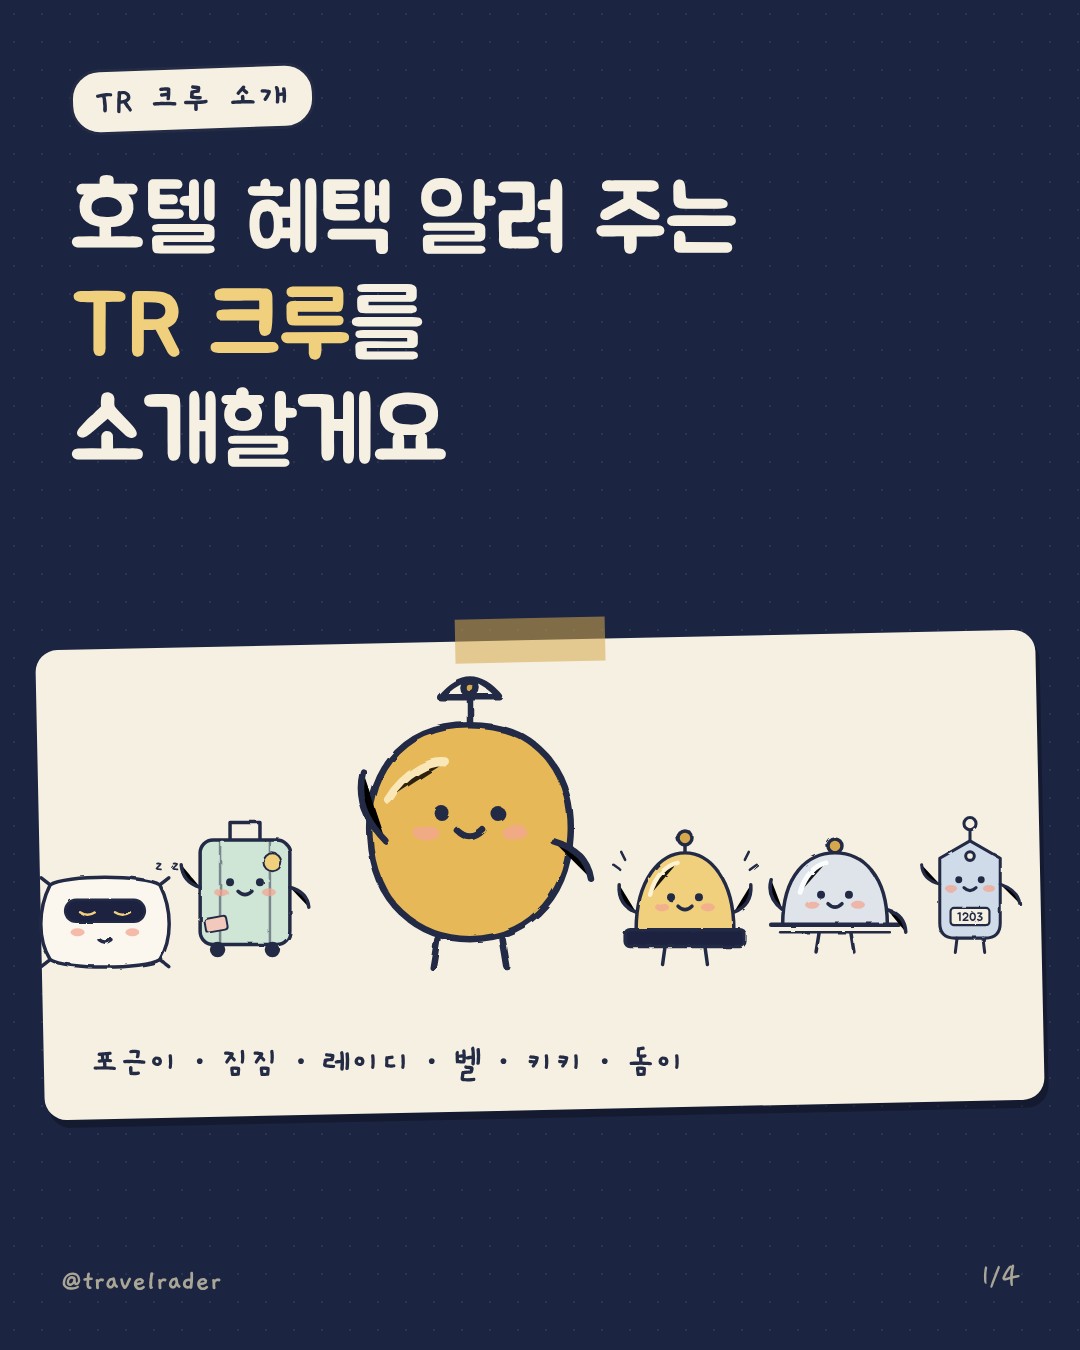 TR 크루 소개
호텔 혜택 알려 주는
TR 크루를
소개할게요
z z
1203
포근이 · 짐짐 · 레이디 · 벨 · 키키 · 돔이
@travelrader
1/4